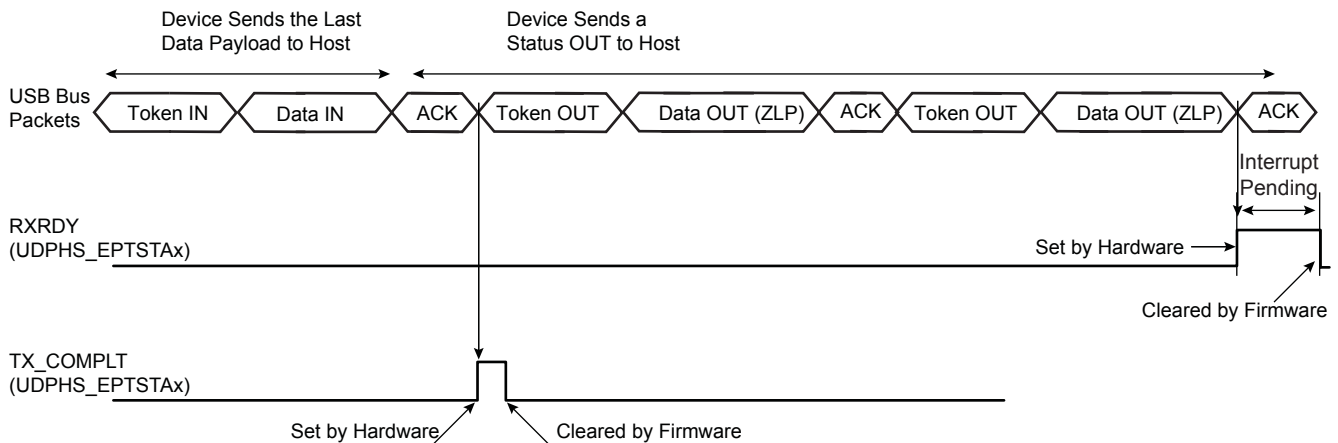 Device Sends the Last
Data Payload to Host
Device Sends a
Status OUT to Host
USB Bus
Packets
Token IN
Data IN
ACK
Token OUT
Data OUT (ZLP)
ACK
Token OUT
Data OUT (ZLP)
ACK
Interrupt
Pending
RXRDY
(UDPHS_EPTSTAx)
Set by Hardware
Cleared by Firmware
TX_COMPLT
(UDPHS_EPTSTAx)
Set by Hardware
Cleared by Firmware